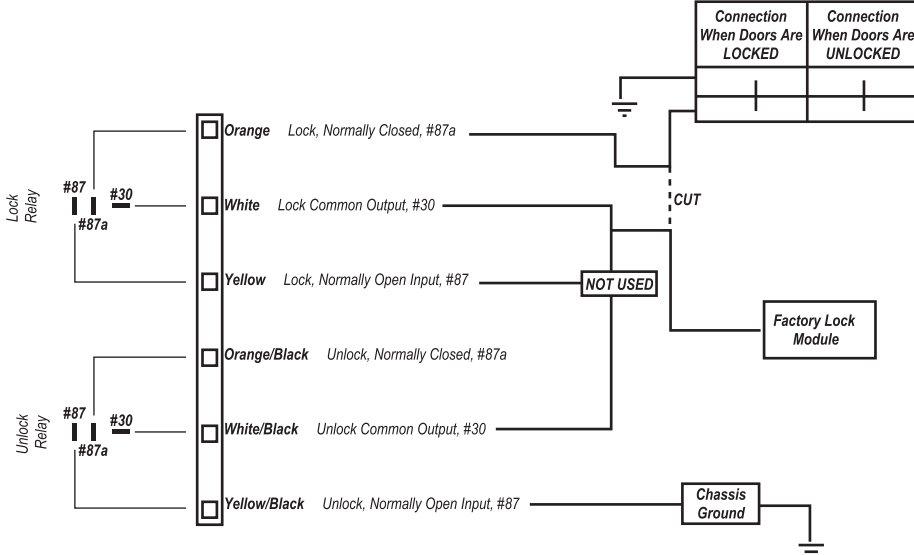 Connection
When Doors Are
LOCKED
Connection
When Doors Are
UNLOCKED
Orange Lock, Normally Closed, #87a
#87
#30
#87a
Lock
Relay
White Lock Common Output, #30
CUT
Yellow Lock, Normally Open Input, #87
NOT USED
Factory Lock
Module
Orange/Black Unlock, Normally Closed, #87a
#87
#30
#87a
Unlock
Relay
White/Black Unlock Common Output, #30
Yellow/Black Unlock, Normally Open Input, #87
Chassis
Ground